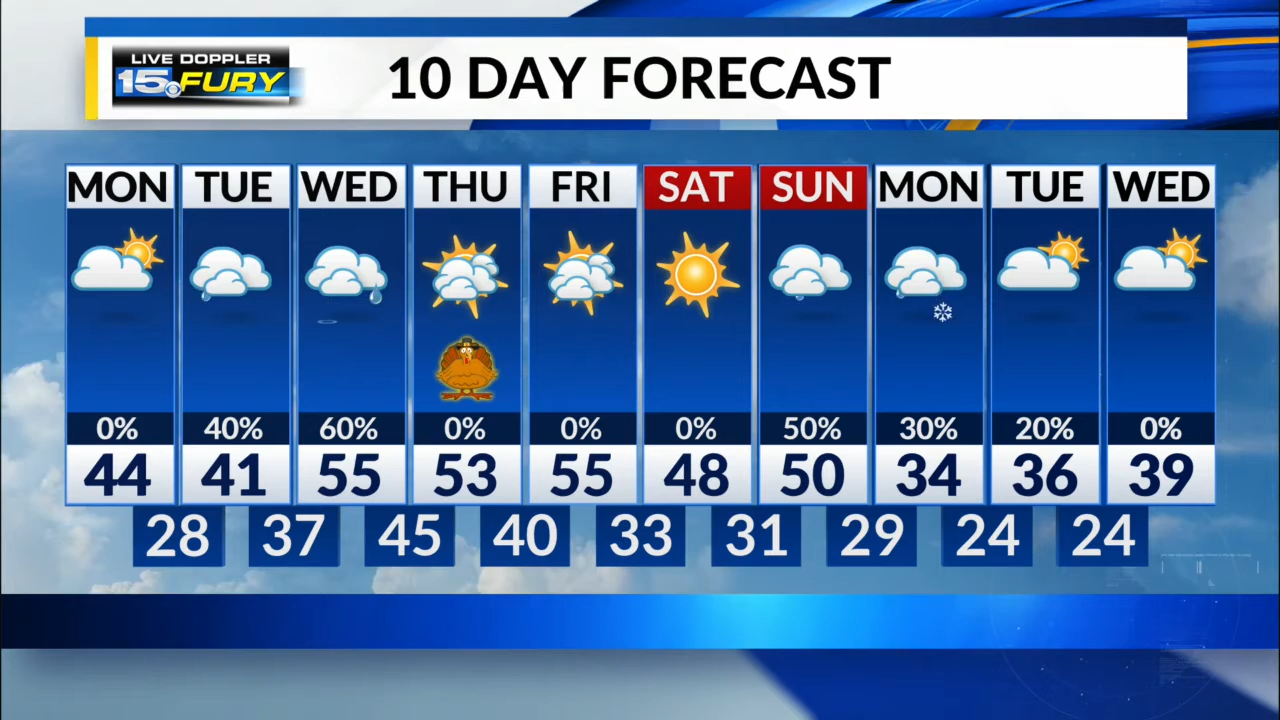 LIVE DOPPLER
15 FURY
10 DAY FORECAST
MON TUE WED THU FRI SAT SUN MON TUE WED
0% 40% 60% 0% 0% 0% 50% 30% 20% 0%
44 41 55 53 55 48 50 34 36 39
28 37 45 40 33 31 29 24 24